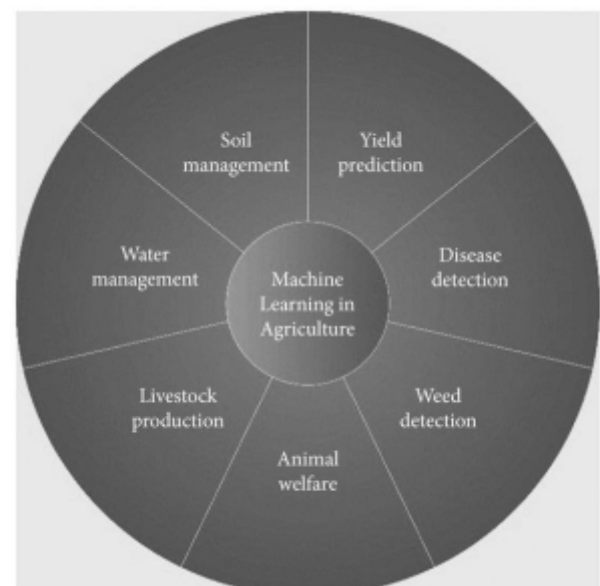 Soil
management
Yield
prediction
Water
management
Machine
Learning in
Agriculture
Disease
detection
Livestock
production
Weed
detection
Animal
welfare